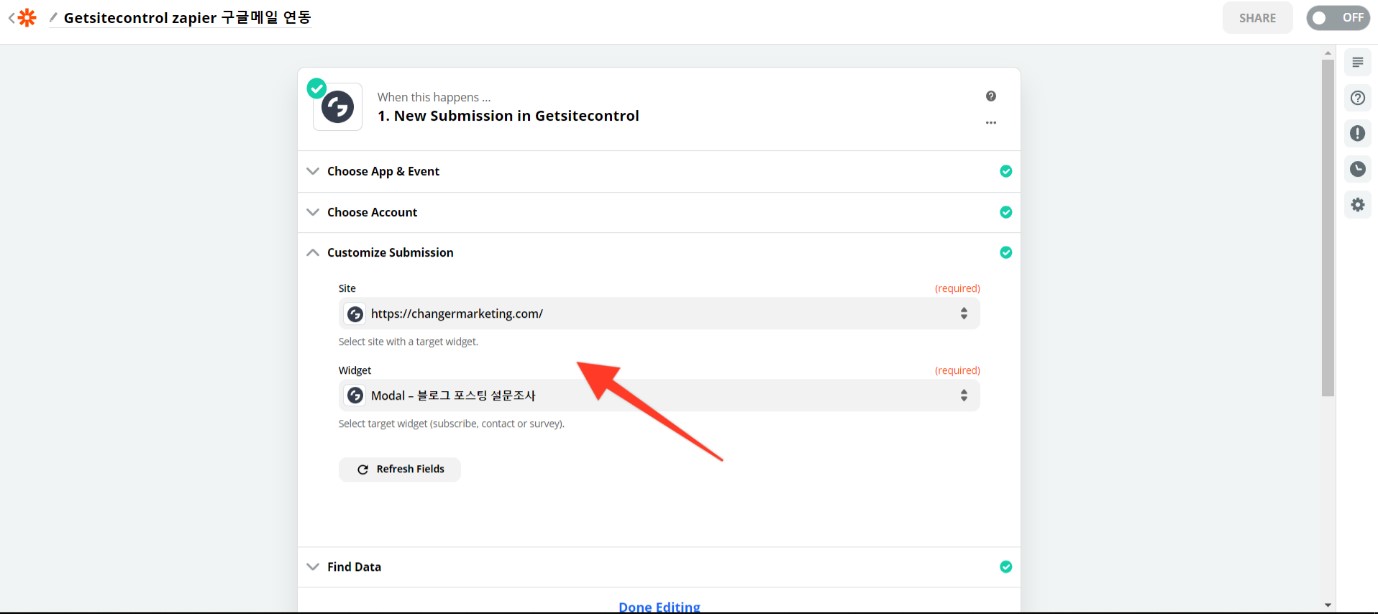 Getsitecontrol zapier 구글메일 연동
SHARE
OFF
When this happens ...
1. New Submission in Getsitecontrol
Choose App & Event
Choose Account
Customize Submission
Site
(required)
https://changermarketing.com/
Select site with a target widget.
Widget
(required)
Modal – 블로그 포스팅 설문조사
Select target widget (subscribe, contact or survey).
Refresh Fields
Find Data
Done Editing